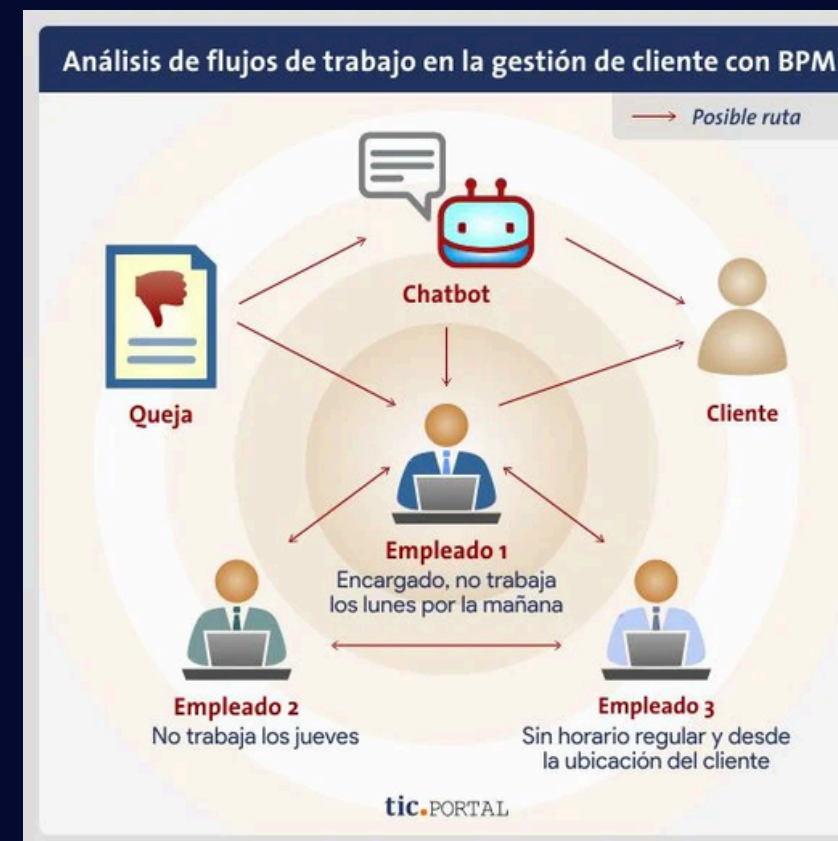 Análisis de flujos de trabajo en la gestión de cliente con BPM
Posible ruta
Chatbot
Queja
Cliente
Empleado 1
Encargado, no trabaja
los lunes por la mañana
Empleado 2
No trabaja los jueves
Empleado 3
Sin horario regular y desde
la ubicación del cliente
tic.PORTAL